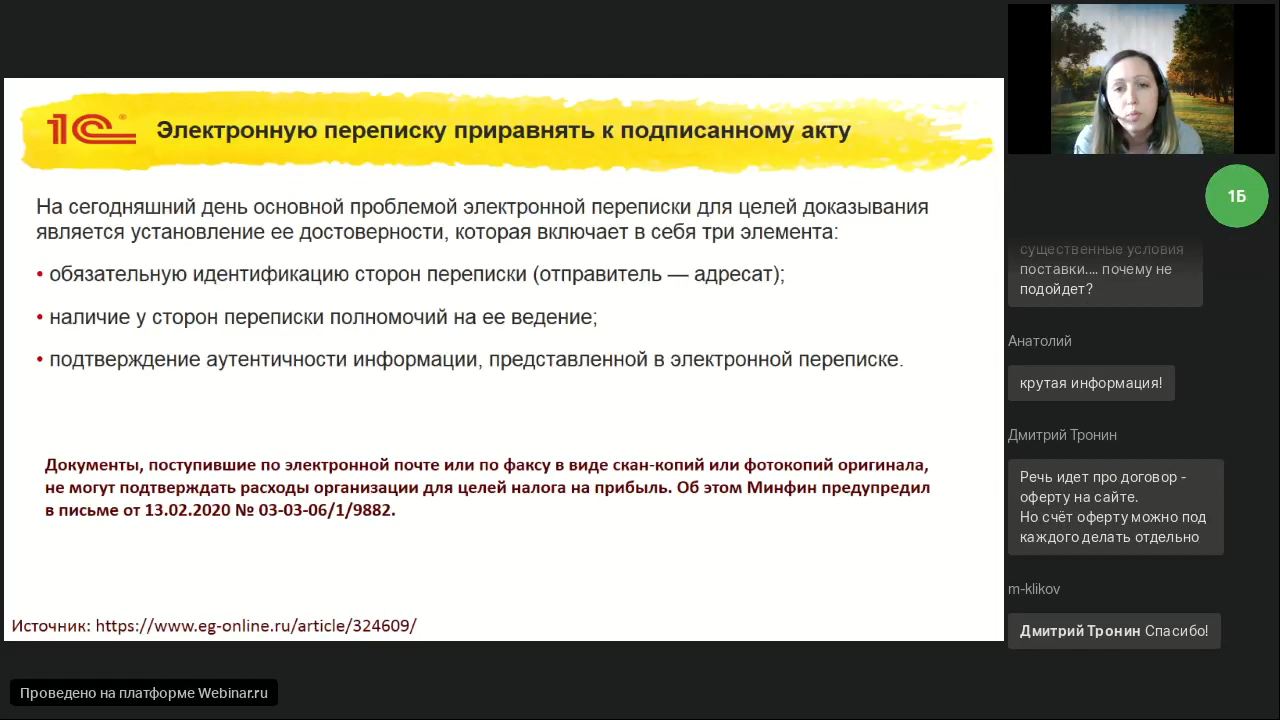 1С
Электронную переписку приравнять к подписанному акту
На сегодняшний день основной проблемой электронной переписки для целей доказывания
является установление ее достоверности, которая включает в себя три элемента:
• обязательную идентификацию сторон переписки (отправитель — адресат);
• наличие у сторон переписки полномочий на ее ведение;
• подтверждение аутентичности информации, представленной в электронной переписке.
Документы, поступившие по электронной почте или по факсу в виде скан-копий или фотокопий оригинала,
не могут подтверждать расходы организации для целей налога на прибыль. Об этом Минфин предупредил
в письме от 13.02.2020 № 03-03-06/1/9882.
Источник: https://www.eg-online.ru/article/324609/
Проведено на платформе Webinar.ru
1Б
существенные условия
поставки.... почему не
подойдет?
Анатолий
крутая информация!
Дмитрий Тронин
Речь идет про договор -
оферту на сайте.
Но счёт оферту можно под
каждого делать отдельно
m-klikov
Дмитрий Тронин Спасибо!